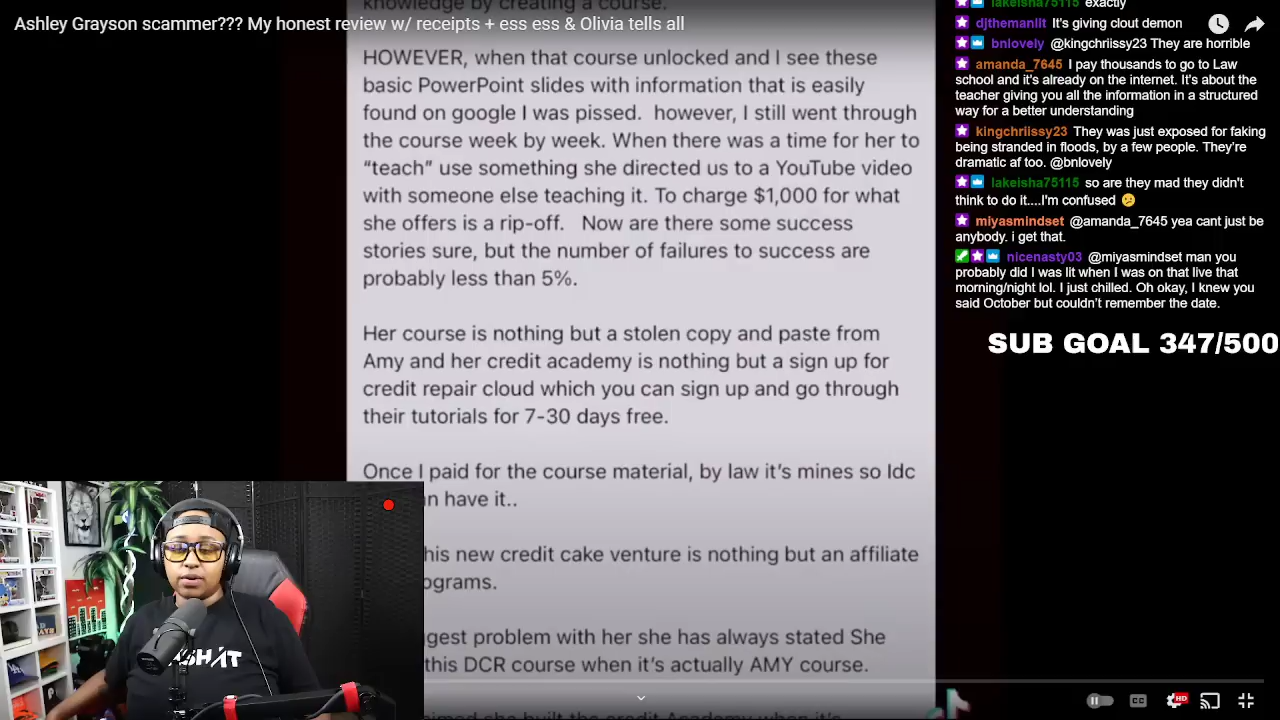 knowledge by creating a course.
Ashley Grayson scammer??? My honest review w/ receipts + ess ess & Olivia tells all
HOWEVER, when that course unlocked and I see these
basic PowerPoint slides with information that is easily
found on google I was pissed.  however, I still went through
the course week by week. When there was a time for her to
“teach” use something she directed us to a YouTube video
with someone else teaching it. To charge $1,000 for what
she offers is a rip-off.   Now are there some success
stories sure, but the number of failures to success are
probably less than 5%.
Her course is nothing but a stolen copy and paste from
Amy and her credit academy is nothing but a sign up for
credit repair cloud which you can sign up and go through
their tutorials for 7-30 days free.
Once I paid for the course material, by law it’s mines so Idc
n have it..
his new credit cake venture is nothing but an affiliate
ograms.
gest problem with her she has always stated She
this DCR course when it’s actually AMY course.
aimed she built the credit Academy when it’s
lakeisha75115 exactly
djthemanlit It's giving clout demon
bnlovely @kingchriissy23 They are horrible
amanda_7645 I pay thousands to go to Law
school and it's already on the internet. It's about the
teacher giving you all the information in a structured
way for a better understanding
kingchriissy23 They was just exposed for faking
being stranded in floods, by a few people. They're
dramatic af too. @bnlovely
lakeisha75115 so are they mad they didn't
think to do it....I'm confused
miyasmindset @amanda_7645 yea cant just be
anybody. i get that.
nicenasty03 @miyasmindset man you
probably did I was lit when I was on that live that
morning/night lol. I just chilled. Oh okay, I knew you
said October but couldn't remember the date.
SUB GOAL 347/500
HD